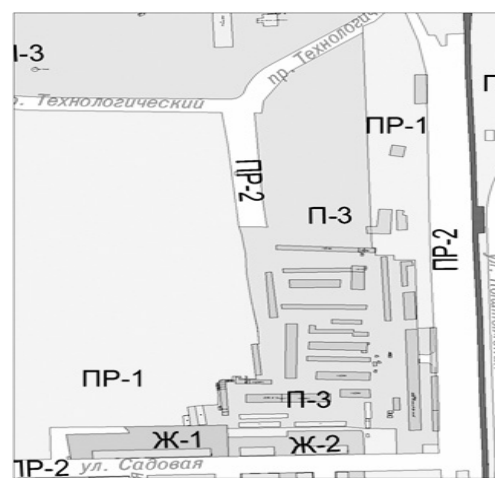 П-3
пр. Технологич
р. Технологический
ПР-1
ПР-2
П-3
ПР-2
ПР-1
П-3
Ж-1
Ж-2
ПР-2
ул. Садовая